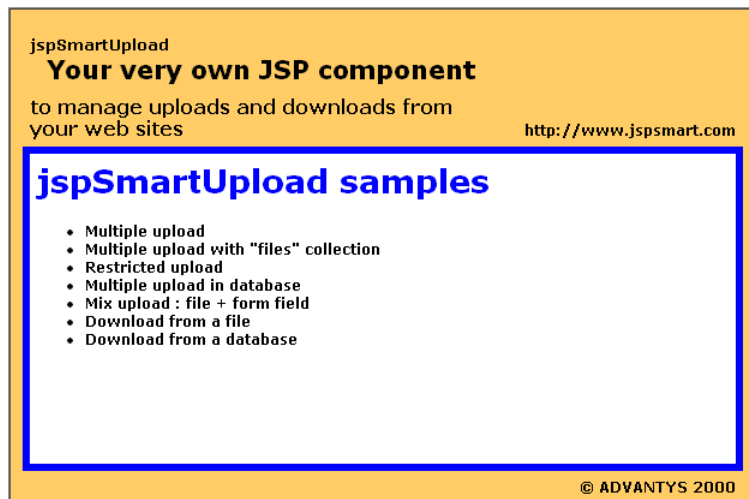 jspSmartUpload
Your very own JSP component
to manage uploads and downloads from
your web sites
http://www.jspsmart.com
jspSmartUpload samples
Multiple upload
Multiple upload with "files" collection
Restricted upload
Multiple upload in database
Mix upload : file + form field
Download from a file
Download from a database
© ADVANTYS 2000